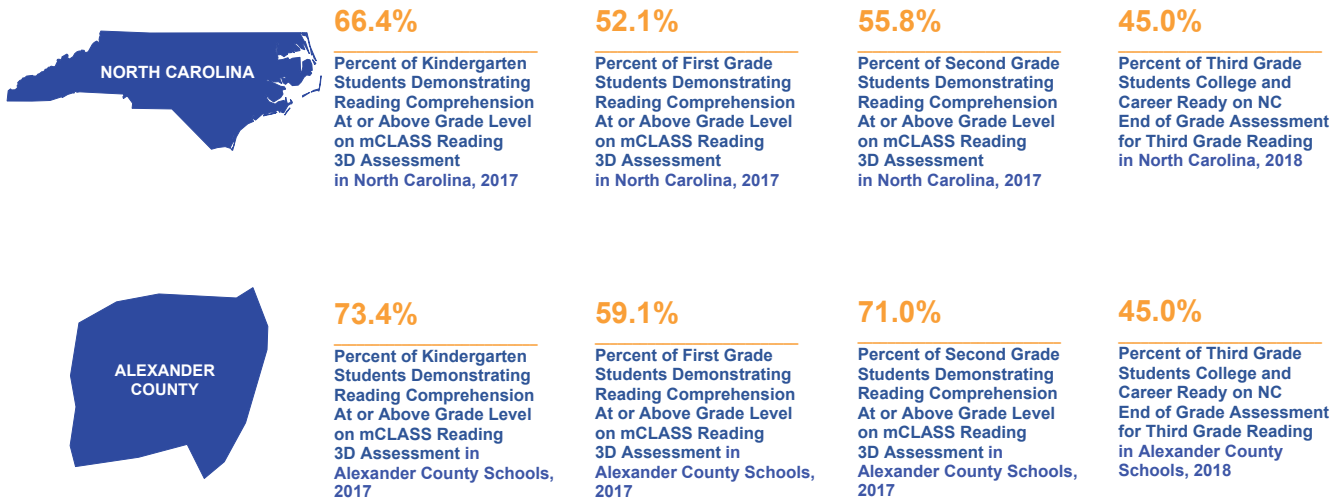 NORTH CAROLINA
66.4%
Percent of Kindergarten
Students Demonstrating
Reading Comprehension
At or Above Grade Level
on mCLASS Reading
3D Assessment
in North Carolina, 2017
52.1%
Percent of First Grade
Students Demonstrating
Reading Comprehension
At or Above Grade Level
on mCLASS Reading
3D Assessment
in North Carolina, 2017
55.8%
Percent of Second Grade
Students Demonstrating
Reading Comprehension
At or Above Grade Level
on mCLASS Reading
3D Assessment
in North Carolina, 2017
45.0%
Percent of Third Grade
Students College and
Career Ready on NC
End of Grade Assessment
for Third Grade Reading
in North Carolina, 2018
ALEXANDER
COUNTY
73.4%
Percent of Kindergarten
Students Demonstrating
Reading Comprehension
At or Above Grade Level
on mCLASS Reading
3D Assessment in
Alexander County Schools,
2017
59.1%
Percent of First Grade
Students Demonstrating
Reading Comprehension
At or Above Grade Level
on mCLASS Reading
3D Assessment in
Alexander County Schools,
2017
71.0%
Percent of Second Grade
Students Demonstrating
Reading Comprehension
At or Above Grade Level
on mCLASS Reading
3D Assessment in
Alexander County Schools,
2017
45.0%
Percent of Third Grade
Students College and
Career Ready on NC
End of Grade Assessment
for Third Grade Reading
in Alexander County
Schools, 2018